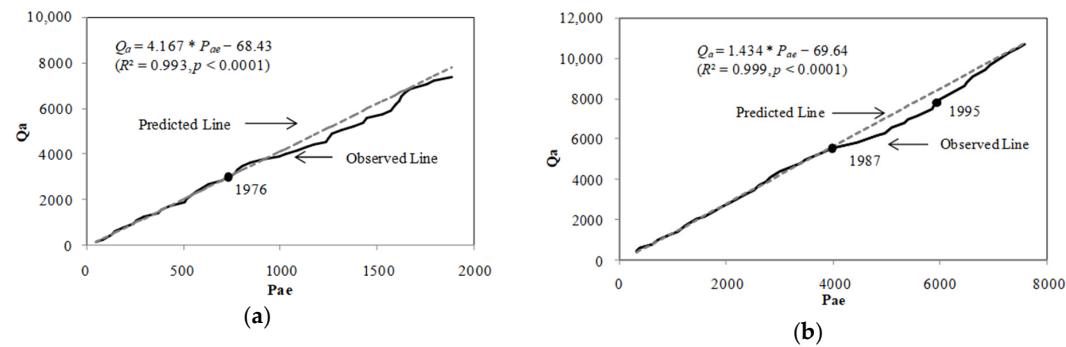 (a)
10,000
8000
6000
4000
2000
0
Qa
Qa = 4.167 * Pae − 68.43
(R² = 0.993, p < 0.0001)
Predicted Line
Observed Line
1976
0 500 1000 1500 2000
Pae
(a)
(b)
12,000
10,000
8000
6000
4000
2000
0
Qa
Qa = 1.434 * Pae − 69.64
(R² = 0.999, p < 0.0001)
Predicted Line
1995
Observed Line
1987
0 2000 4000 6000 8000
Pae
(b)